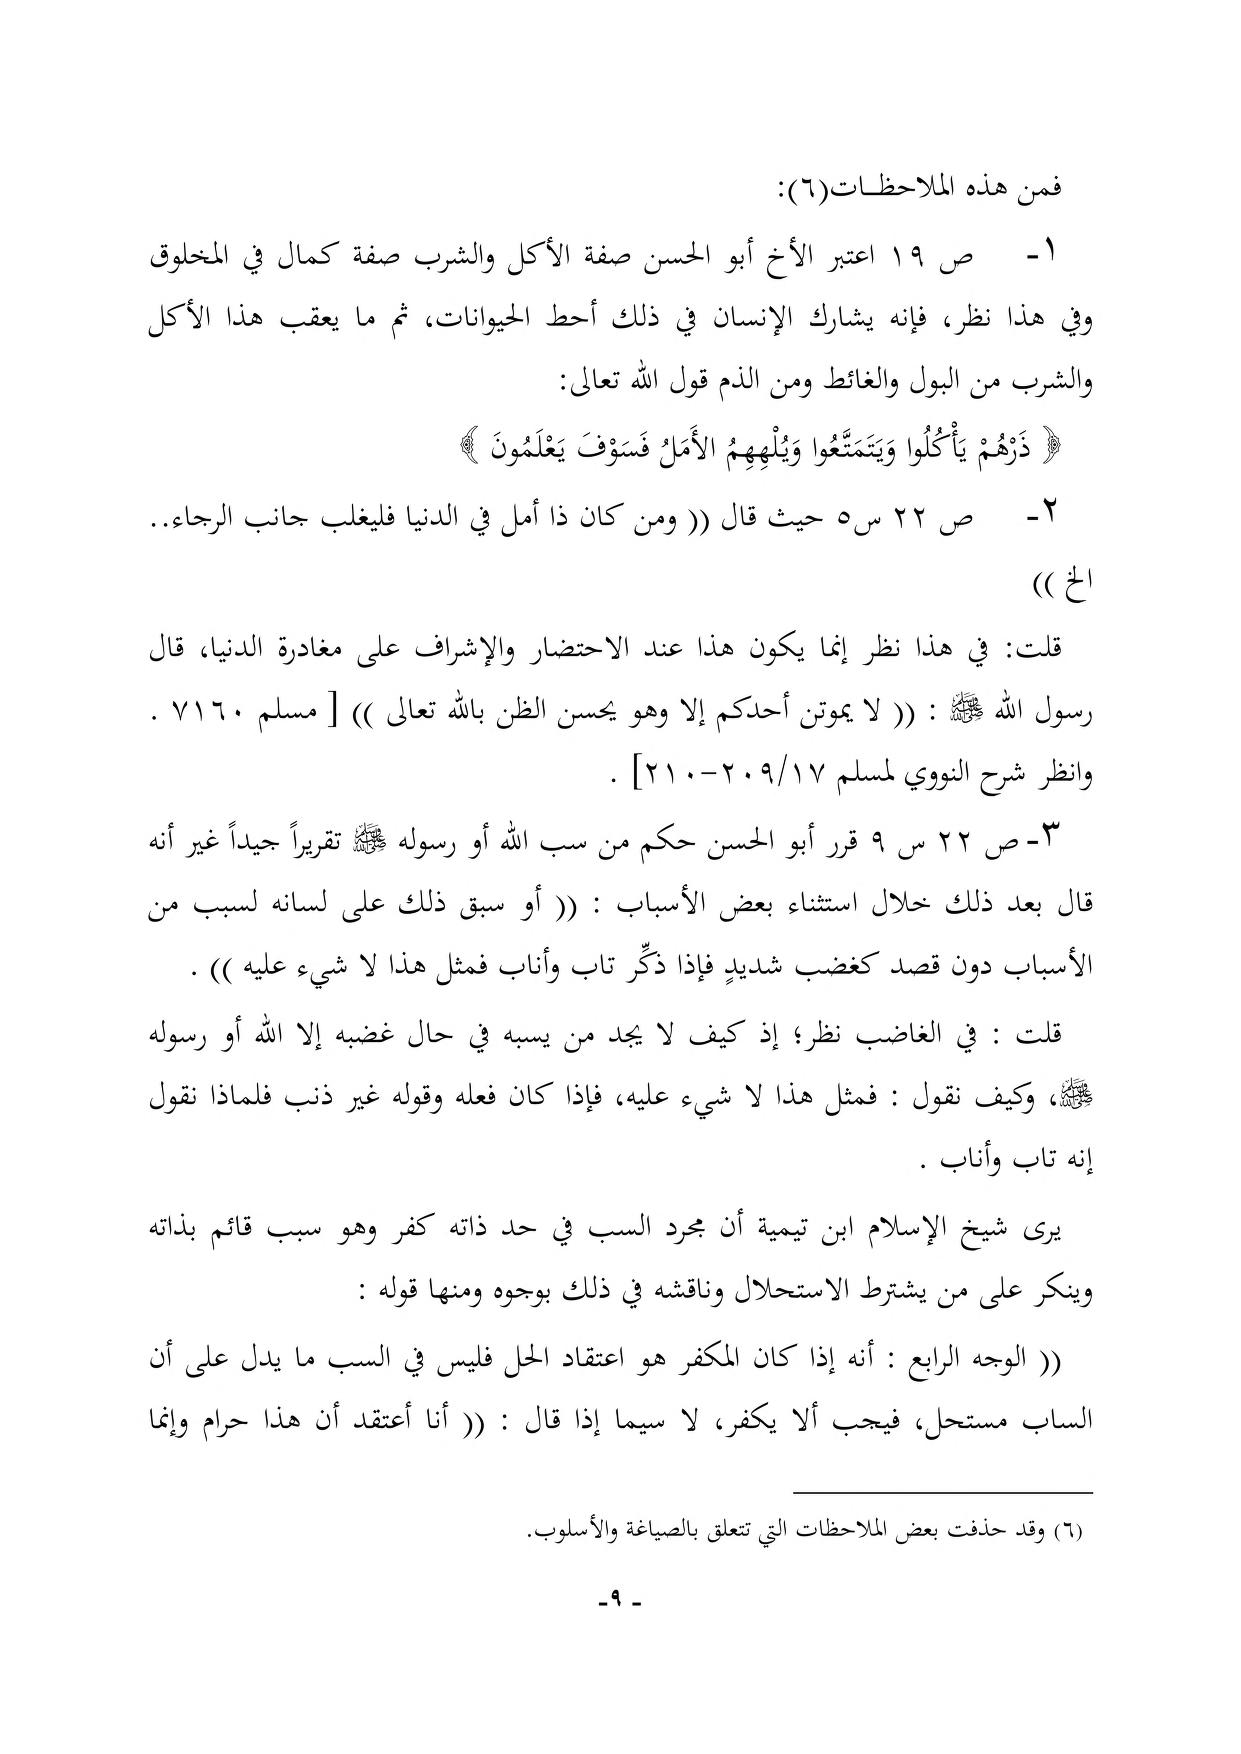 فمن هذه الملاحظـات(٦):
١- ص ١٩ اعتبر الأخ أبو الحسن صفة الأكل والشرب صفة كمال في المخلوق
وفي هذا نظر، فإنه يشارك الإنسان في ذلك أحط الحيوانات، ثم ما يعقب هذا الأكل
والشرب من البول والغائط ومن الذم قول الله تعالى:
﴿ ذَرْهُمْ يَأْكُلُوا وَيَتَمَتَّعُوا وَيُلْهِهِمُ الأَمَلُ فَسَوْفَ يَعْلَمُونَ ﴾
٢- ص ٢٢ س٥ حيث قال (( ومن كان ذا أمل في الدنيا فليغلب جانب الرجاء..
الخ ))
قلت: في هذا نظر إنما يكون هذا عند الاحتضار والإشراف على مغادرة الدنيا، قال
رسول الله ﷺ : (( لا يموتن أحدكم إلا وهو يحسن الظن بالله تعالى )) [ مسلم ٧١٦٠ .
وانظر شرح النووي لمسلم ٢٠٩/١٧-٢١٠] .
٣- ص ٢٢ س ٩ قرر أبو الحسن حكم من سب الله أو رسوله ﷺ تقريراً جيداً غير أنه
قال بعد ذلك خلال استثناء بعض الأسباب : (( أو سبق ذلك على لسانه لسبب من
الأسباب دون قصد كغضب شديدٍ فإذا ذكِّر تاب وأناب فمثل هذا لا شيء عليه )) .
قلت : في الغاضب نظر؛ إذ كيف لا يجد من يسبه في حال غضبه إلا الله أو رسوله
ﷺ، وكيف نقول : فمثل هذا لا شيء عليه، فإذا كان فعله وقوله غير ذنب فلماذا نقول
إنه تاب وأناب .
يرى شيخ الإسلام ابن تيمية أن مجرد السب في حد ذاته كفر وهو سبب قائم بذاته
وينكر على من يشترط الاستحلال وناقشه في ذلك بوجوه ومنها قوله :
(( الوجه الرابع : أنه إذا كان المكفر هو اعتقاد الحل فليس في السب ما يدل على أن
الساب مستحل، فيجب ألا يكفر، لا سيما إذا قال : (( أنا أعتقد أن هذا حرام وإنما
(٦) وقد حذفت بعض الملاحظات التي تتعلق بالصياغة والأسلوب.
- ٩-